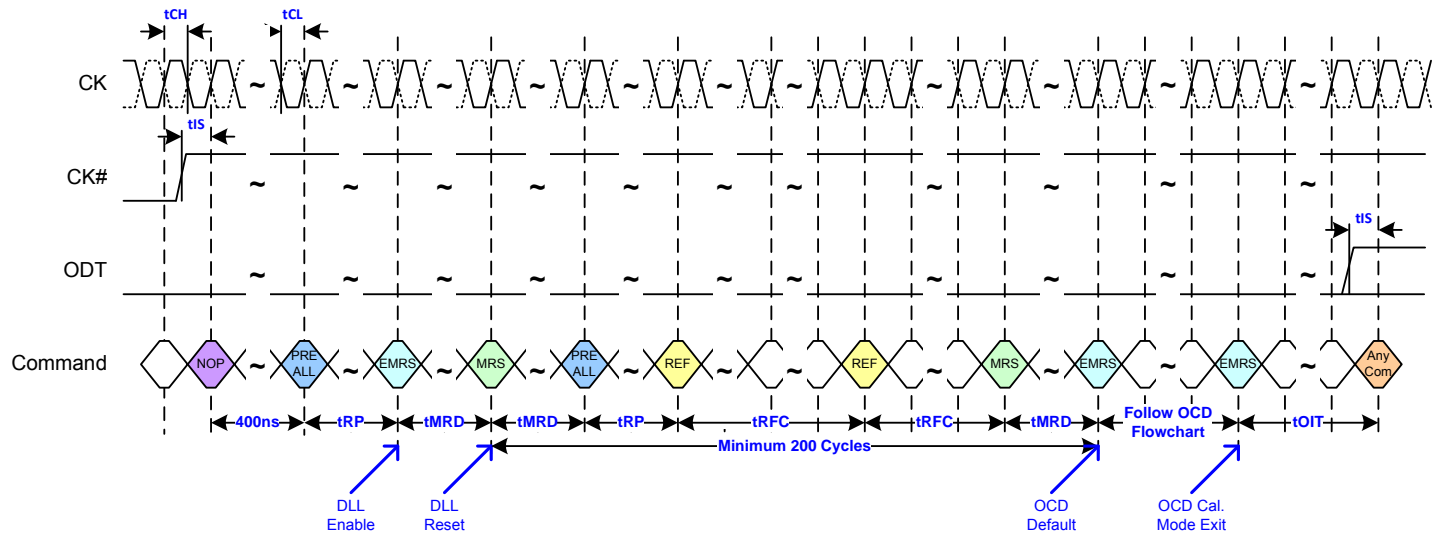 tCH
tCL
CK
~ ~ ~ ~ ~ ~ ~ ~ ~ ~ ~
tIS
CK#
~ ~ ~ ~ ~ ~ ~ ~ ~ ~ ~
tIS
ODT
~ ~ ~ ~ ~ ~ ~ ~ ~ ~ ~
Command
NOP
~
PRE
ALL
~
EMRS
~
MRS
~
PRE
ALL
~
REF
~
~
REF
~
MRS
~
EMRS
~
EMRS
~
Any
Com
400ns
tRP
tMRD
tMRD
tRP
tRFC
tRFC
tMRD
Follow OCD
Flowchart
tOIT
Minimum 200 Cycles
DLL
Enable
DLL
Reset
OCD
Default
OCD Cal.
Mode Exit